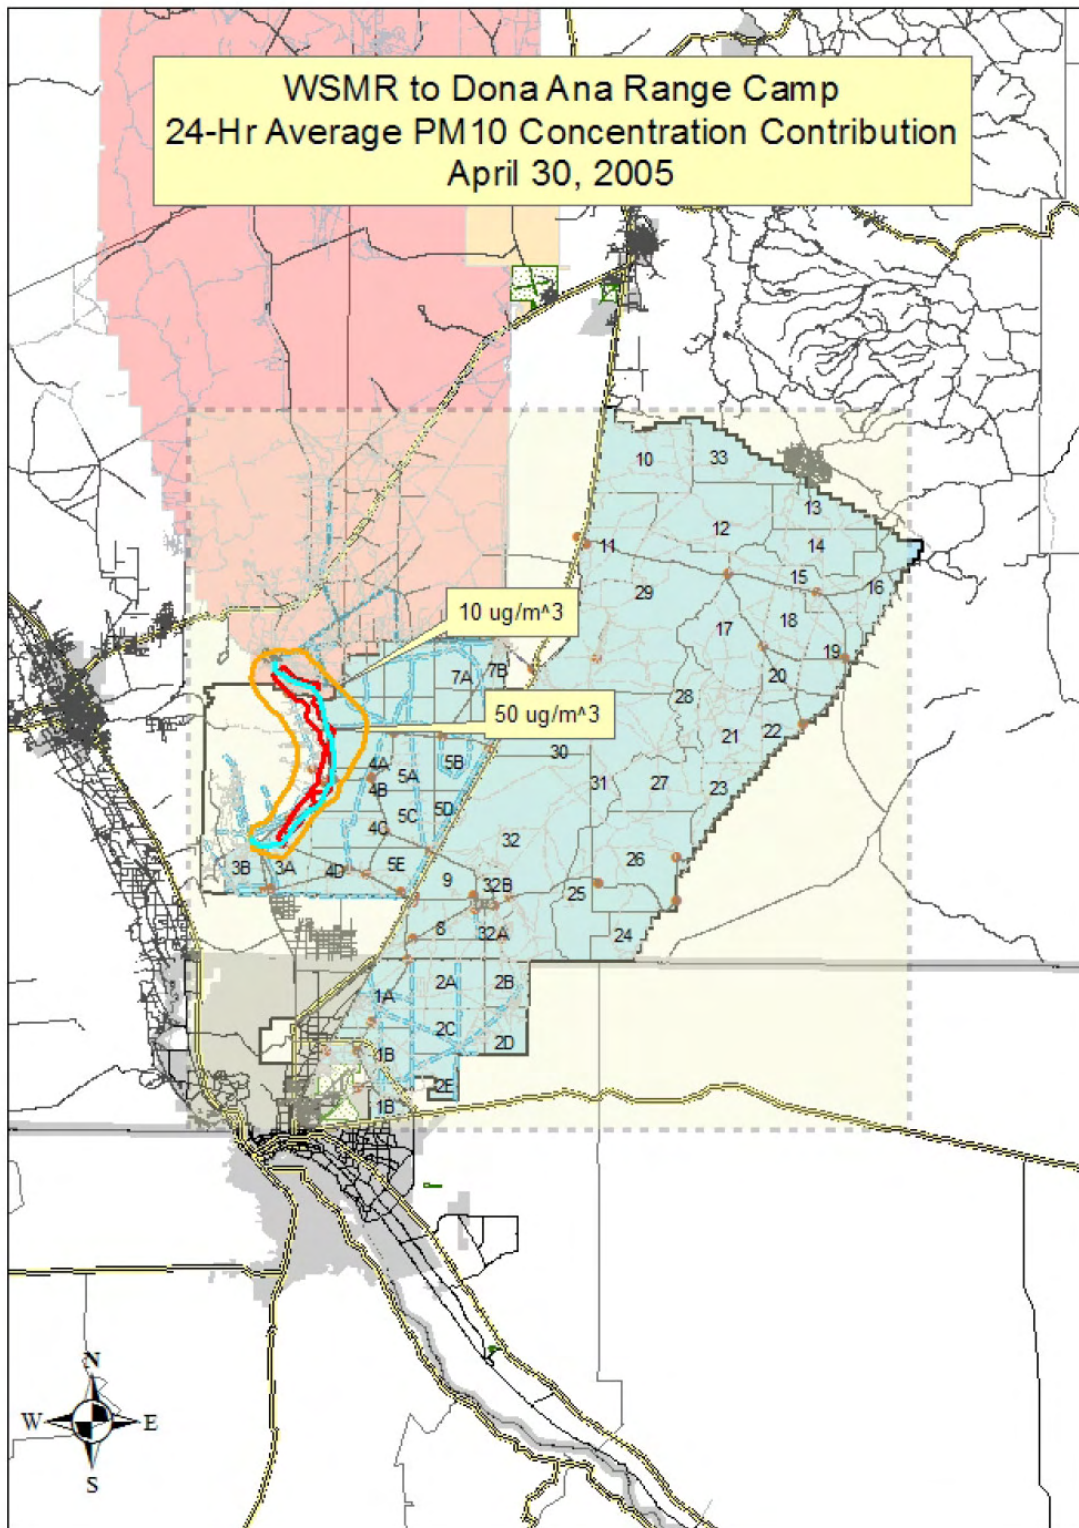 WSMR to Dona Ana Range Camp
24-Hr Average PM10 Concentration Contribution
April 30, 2005
10
33
13
12
14
11
15
16
29
10 ug/m^3
18
17
19
7A
7B
20
28
50 ug/m^3
22
21
30
4A
5B
5A
31
27
23
4B
5C
5D
4C
32
26
3B
3A
4D
5E
9
32B
25
8
32A
24
2A
2B
1A
2C
2D
1B
2E
1B
N
W
E
S